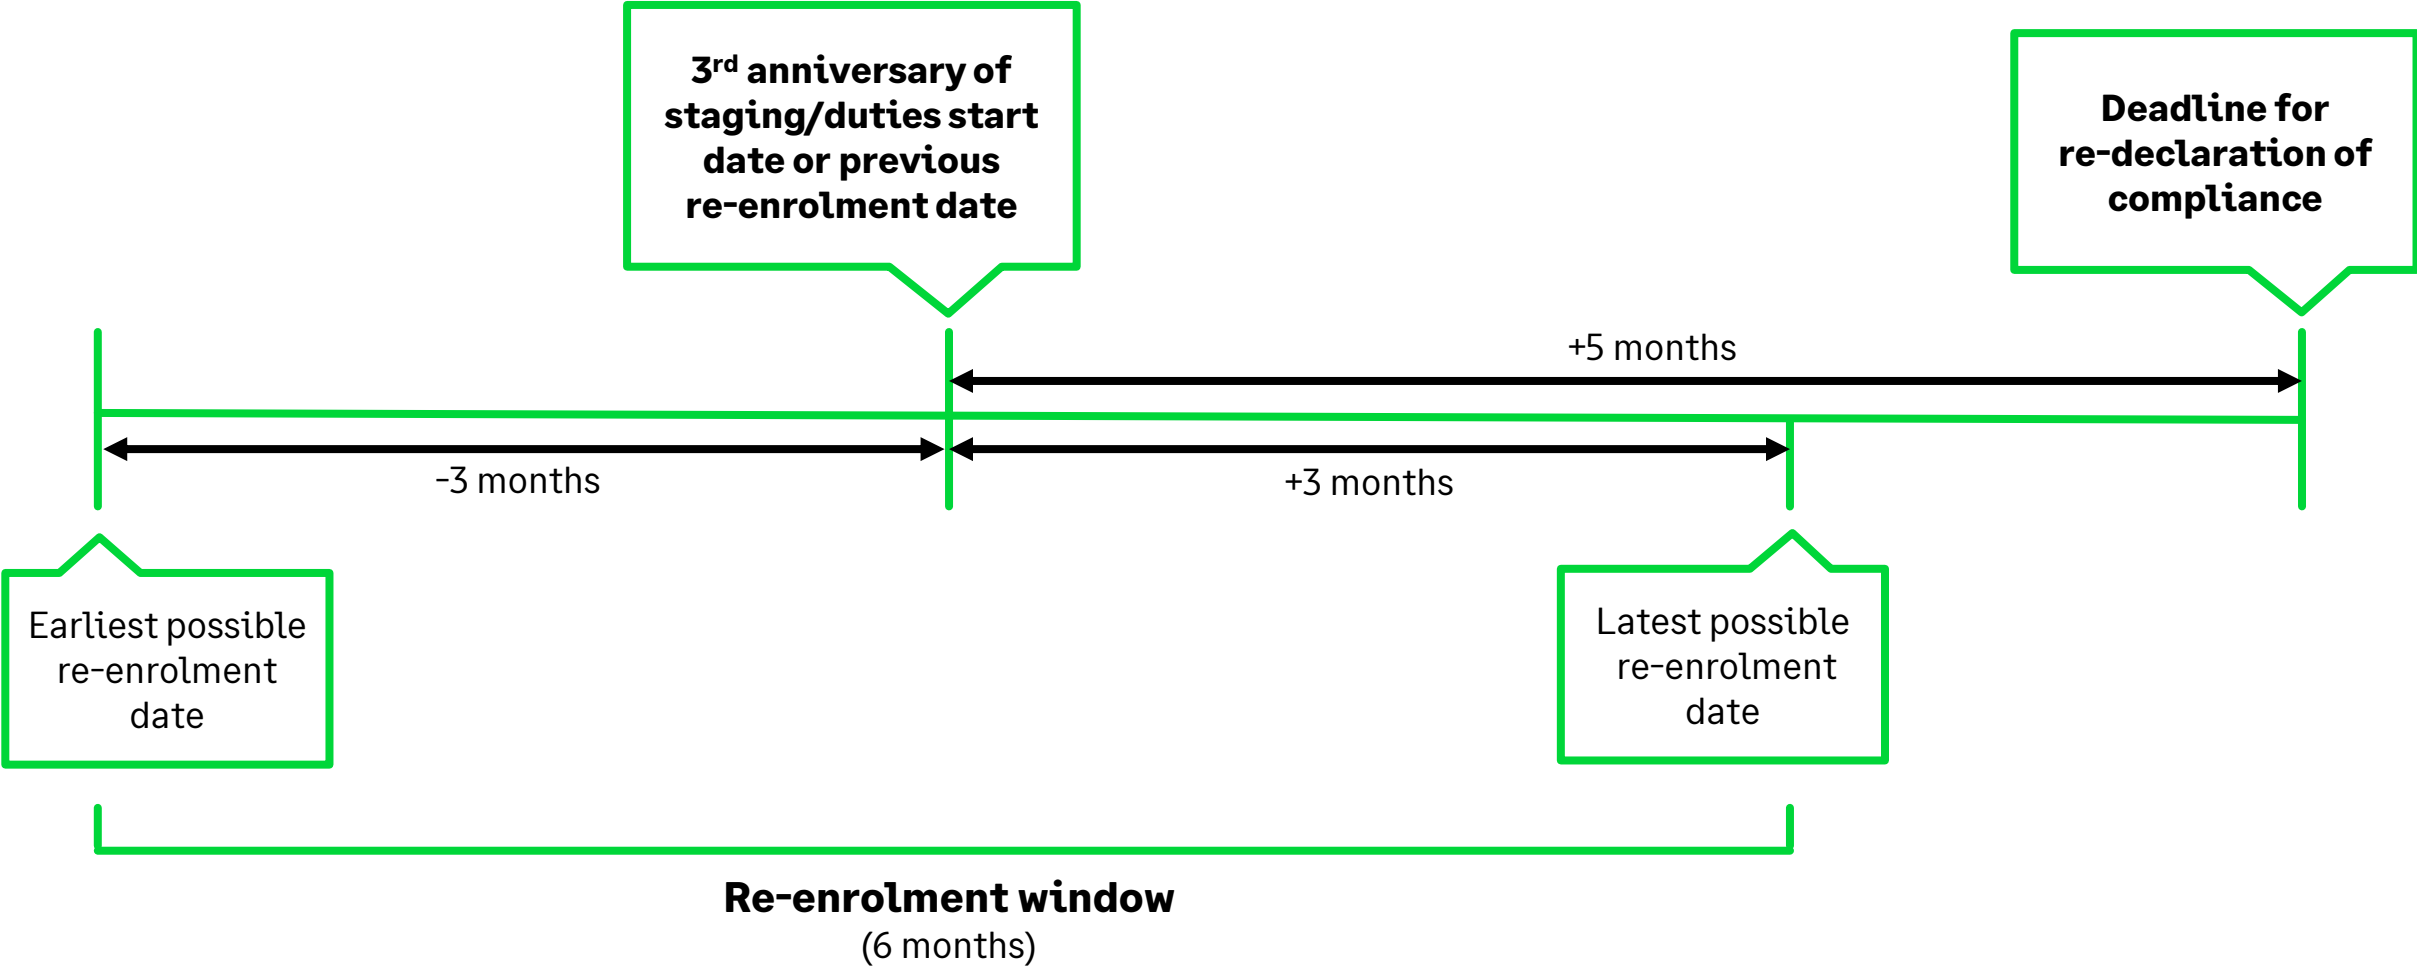 3rd anniversary of
staging/duties start
date or previous
re-enrolment date
Deadline for
re-declaration of
compliance
+5 months
-3 months
+3 months
Earliest possible
re-enrolment
date
Latest possible
re-enrolment
date
Re-enrolment window
(6 months)